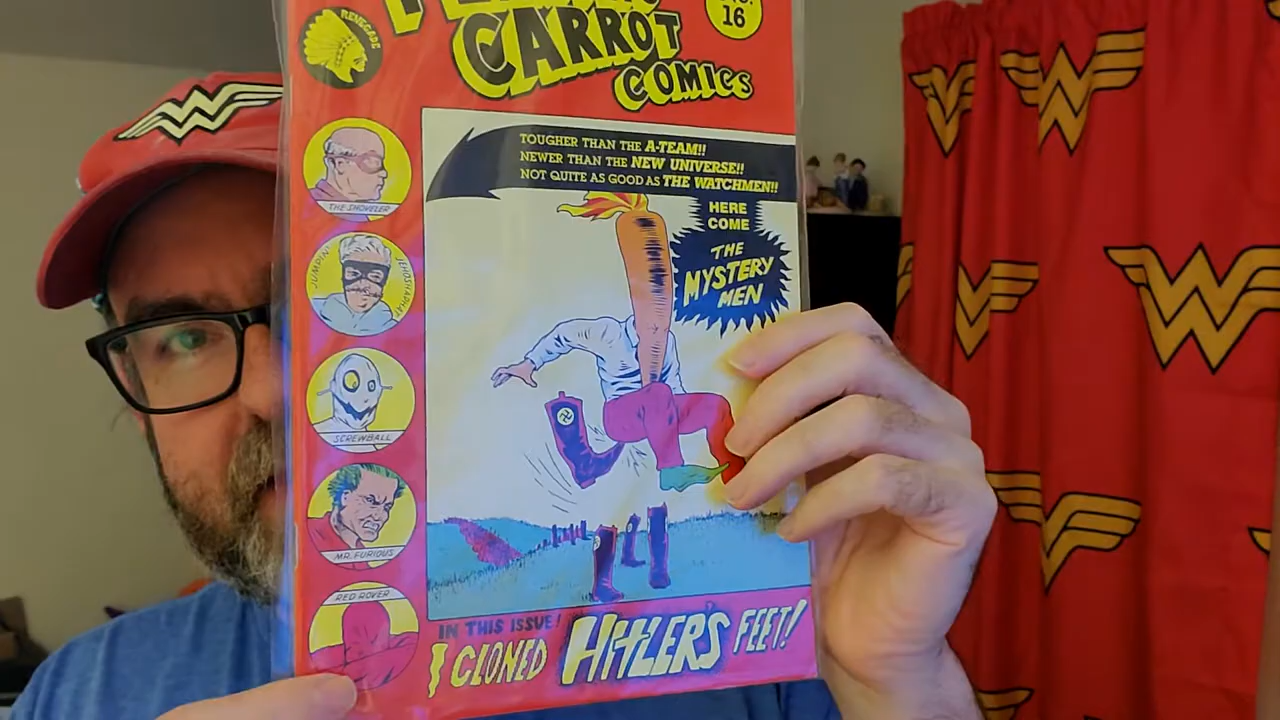 CARROT
COMICS
16
RENEGADE
TOUGHER THAN THE A-TEAM!!
NEWER THAN THE NEW UNIVERSE!!
NOT QUITE AS GOOD AS THE WATCHMEN!!
HERE
COME
THE
MYSTERY
MEN
THE SHOVELER
JUMPIN'
JEHOSHAPHAT
SCREWBALL
MR. FURIOUS
RED ROVER
IN THIS ISSUE!
I CLONED HITLER'S FEET!